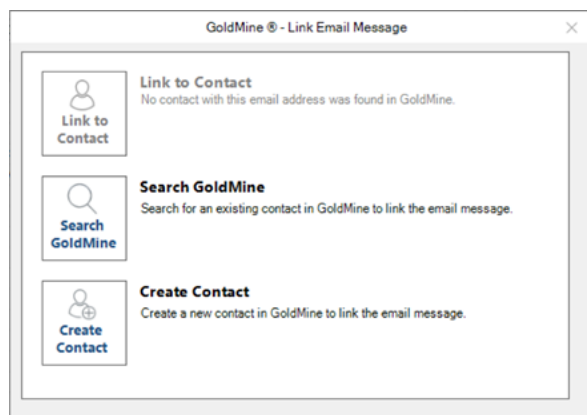 GoldMine ® - Link Email Message
Link to
Contact
Link to Contact
No contact with this email address was found in GoldMine.
Search
GoldMine
Search GoldMine
Search for an existing contact in GoldMine to link the email message.
Create
Contact
Create Contact
Create a new contact in GoldMine to link the email message.